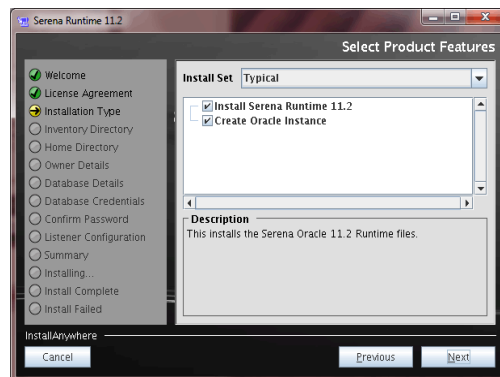 Serena Runtime 11.2
Select Product Features
Welcome
License Agreement
Installation Type
Inventory Directory
Home Directory
Owner Details
Database Details
Database Credentials
Confirm Password
Listener Configuration
Summary
Installing...
Install Complete
Install Failed
Install Set Typical
Install Serena Runtime 11.2
Create Oracle Instance
Description
This installs the Serena Oracle 11.2 Runtime files.
InstallAnywhere
Cancel
Previous
Next